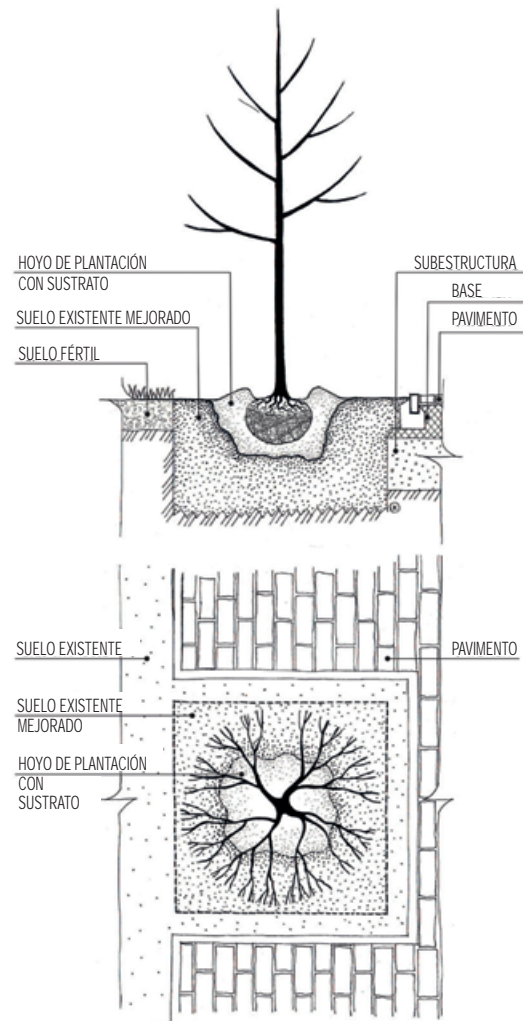 HOYO DE PLANTACIÓN
CON SUSTRATO
SUELO EXISTENTE MEJORADO
SUELO FÉRTIL
SUBESTRUCTURA
BASE
PAVIMENTO
SUELO EXISTENTE
PAVIMENTO
SUELO EXISTENTE
MEJORADO
HOYO DE PLANTACIÓN
CON
SUSTRATO